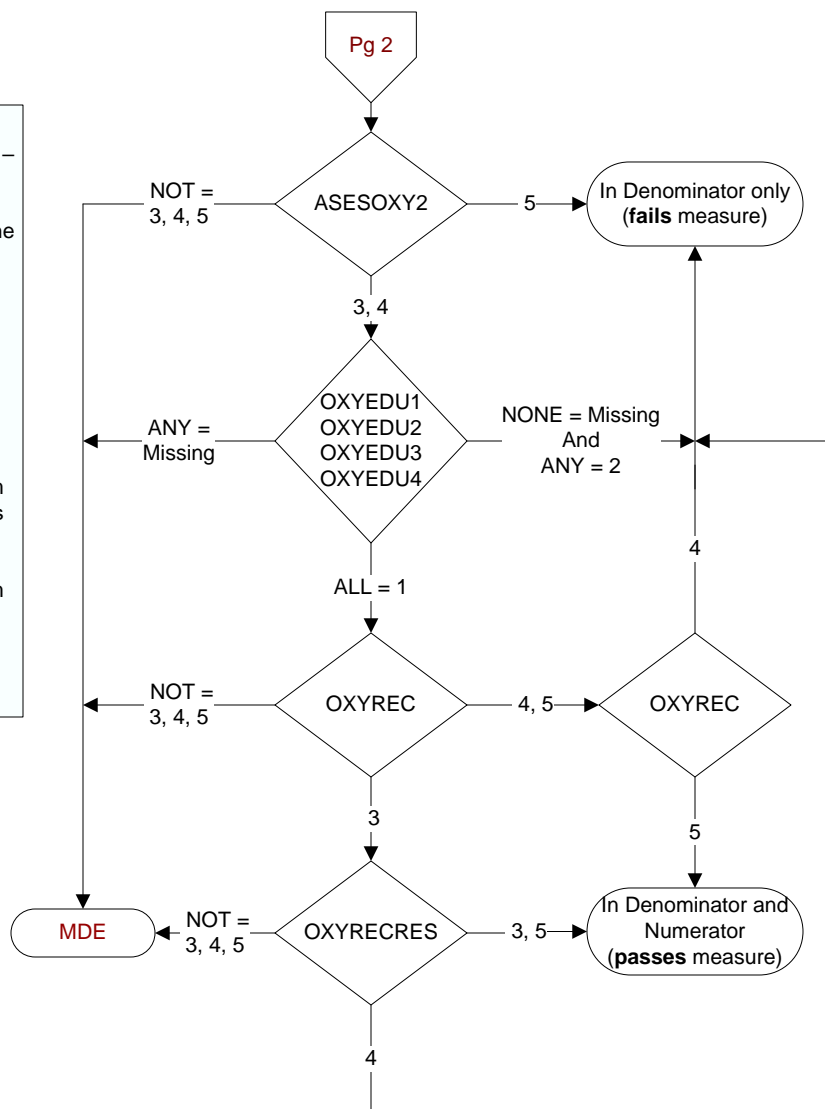 Pg 2
–
ne
n
s
n
NOT =
3, 4, 5
ASESOXY2
5
In Denominator only
(fails measure)
3, 4
ANY =
Missing
OXYEDU1
OXYEDU2
OXYEDU3
OXYEDU4
NONE = Missing
And
ANY = 2
ALL = 1
4
NOT =
3, 4, 5
OXYREC
4, 5
OXYREC
3
5
MDE
NOT =
3, 4, 5
OXYRECRES
3, 5
In Denominator and
Numerator
(passes measure)
4